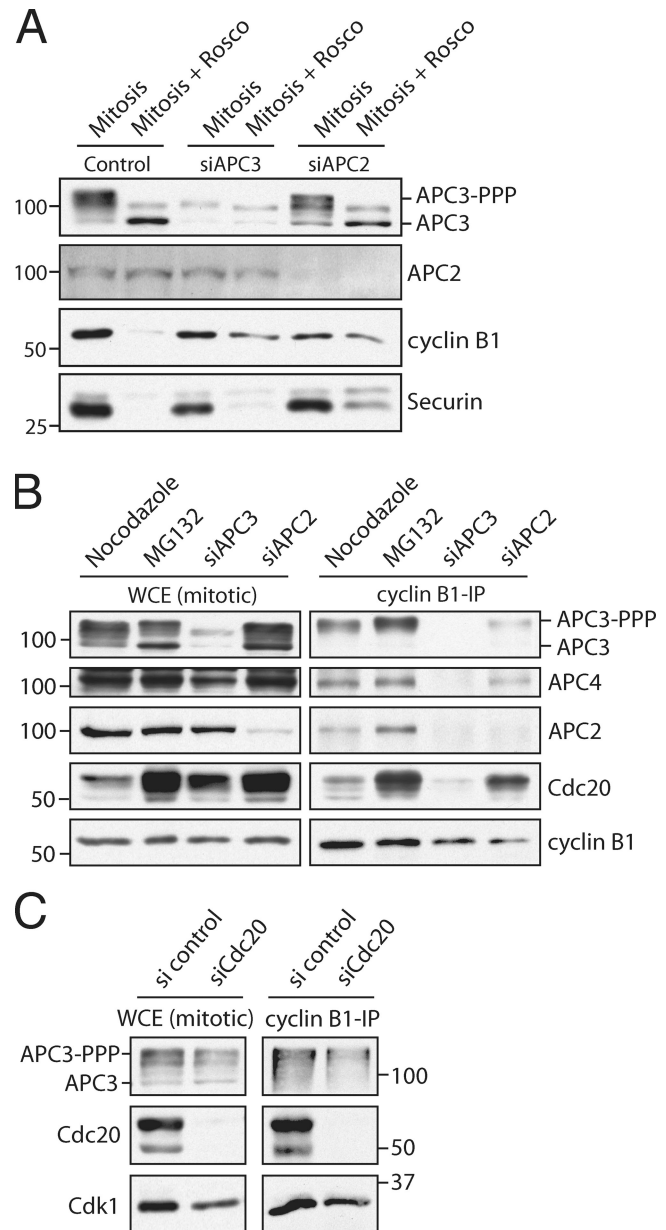 A
Mitosis
Mitosis + Rosco
Mitosis
Mitosis + Rosco
Mitosis
Mitosis + Rosco
Control
siAPC3
siAPC2
100
APC3-PPP
APC3
100
APC2
50
cyclin B1
25
Securin
B
Nocodazole
MG132
siAPC3
siAPC2
Nocodazole
MG132
siAPC3
siAPC2
WCE (mitotic)
cyclin B1-IP
100
APC3-PPP
APC3
100
APC4
100
APC2
50
Cdc20
50
cyclin B1
C
si control
siCdc20
si control
siCdc20
WCE (mitotic)
cyclin B1-IP
APC3-PPP
APC3
100
Cdc20
50
37
Cdk1